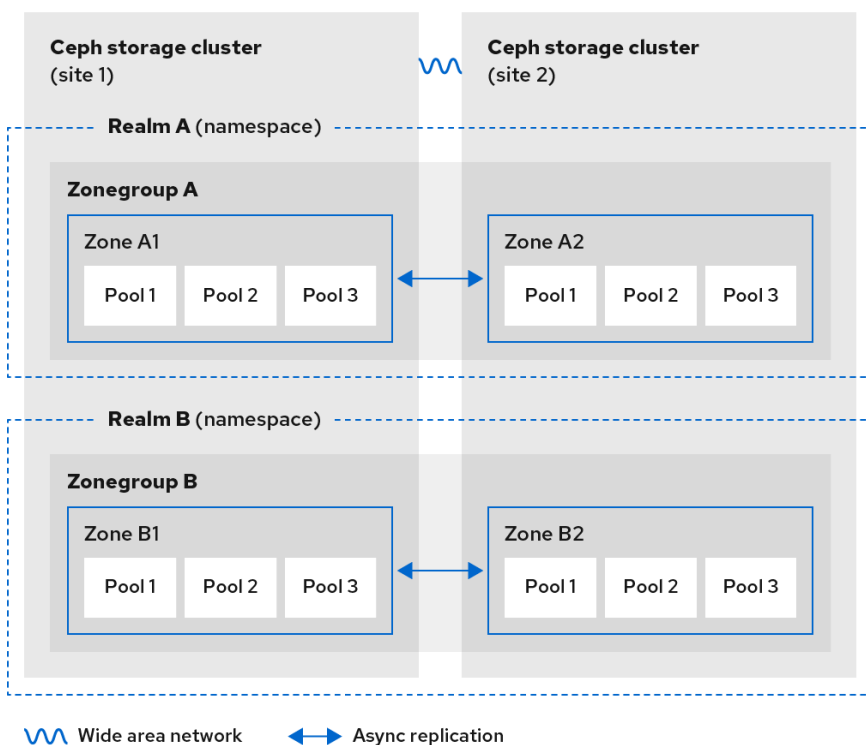 Ceph storage cluster
(site 1)
Ceph storage cluster
(site 2)
Realm A (namespace)
Zonegroup A
Zone A1
Pool 1 Pool 2 Pool 3
Zone A2
Pool 1 Pool 2 Pool 3
Realm B (namespace)
Zonegroup B
Zone B1
Pool 1 Pool 2 Pool 3
Zone B2
Pool 1 Pool 2 Pool 3
Wide area network
Async replication